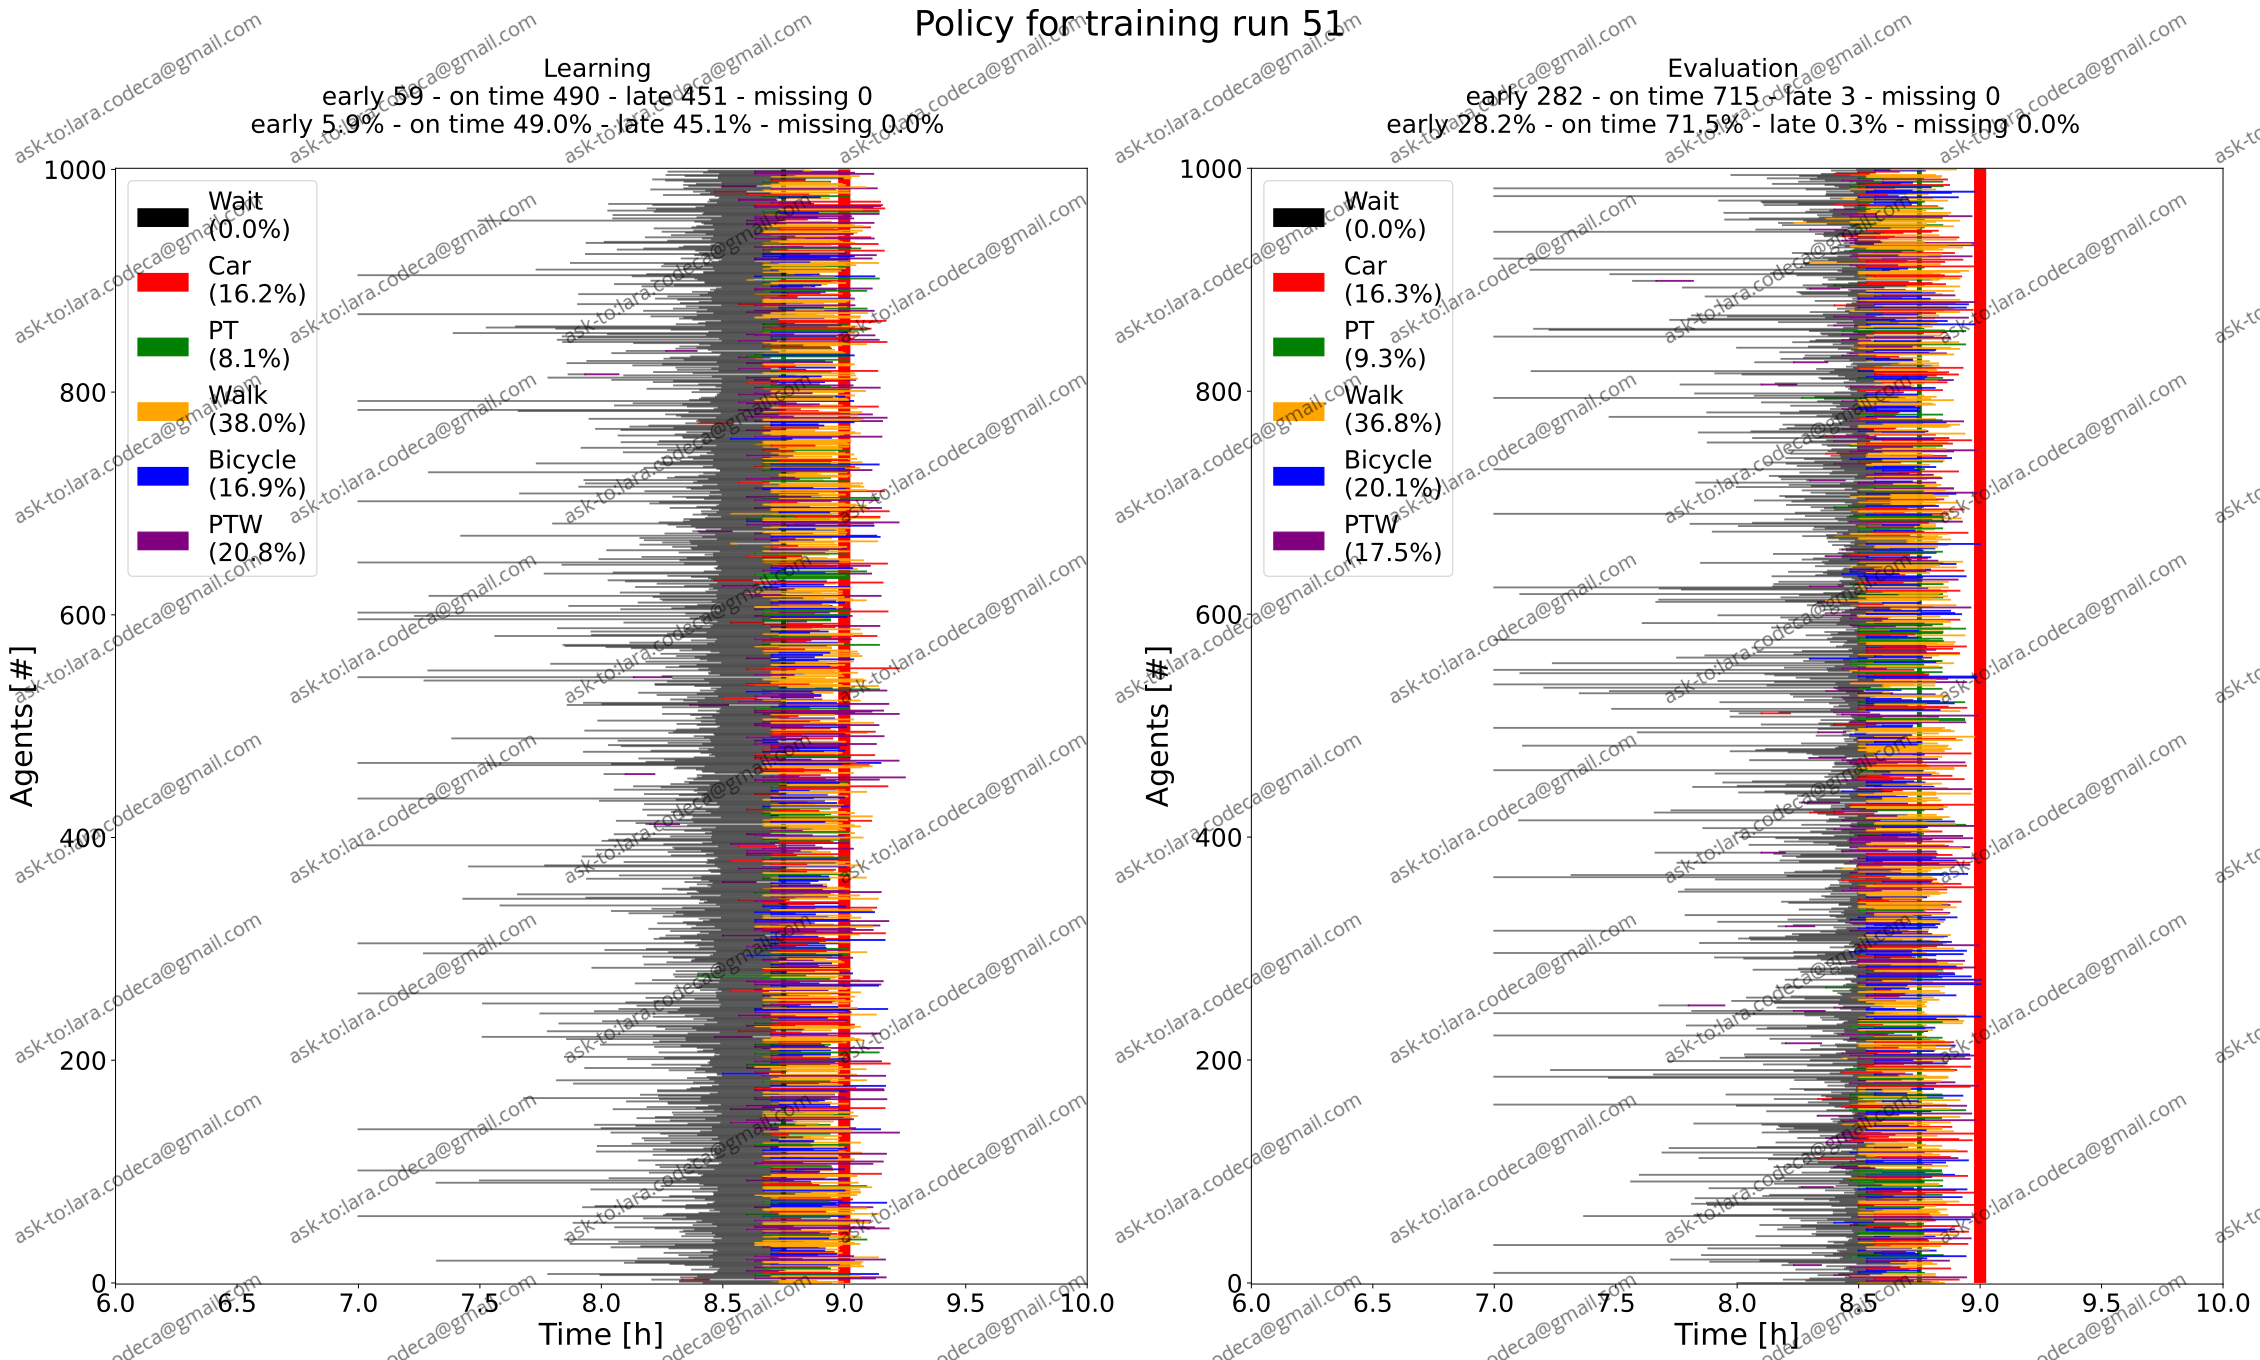 Policy for training run 51
Learning
early 59 - on time 490 - late 451 - missing 0
early 5.9% - on time 49.0% - late 45.1% - missing 0.0%
1000
800
600
400
200
0
Agents [#]
Wait
(0.0%)
Car
(16.2%)
PT
(8.1%)
Walk
(38.0%)
Bicycle
(16.9%)
PTW
(20.8%)
6.0 6.5 7.0 7.5 8.0 8.5 9.0 9.5 10.0
Time [h]
Evaluation
early 282 - on time 715 - late 3 - missing 0
early 28.2% - on time 71.5% - late 0.3% - missing 0.0%
1000
800
600
400
200
0
Agents [#]
Wait
(0.0%)
Car
(16.3%)
PT
(9.3%)
Walk
(36.8%)
Bicycle
(20.1%)
PTW
(17.5%)
6.0 6.5 7.0 7.5 8.0 8.5 9.0 9.5 10.0
Time [h]
ask-to:lara.codeca@gmail.com